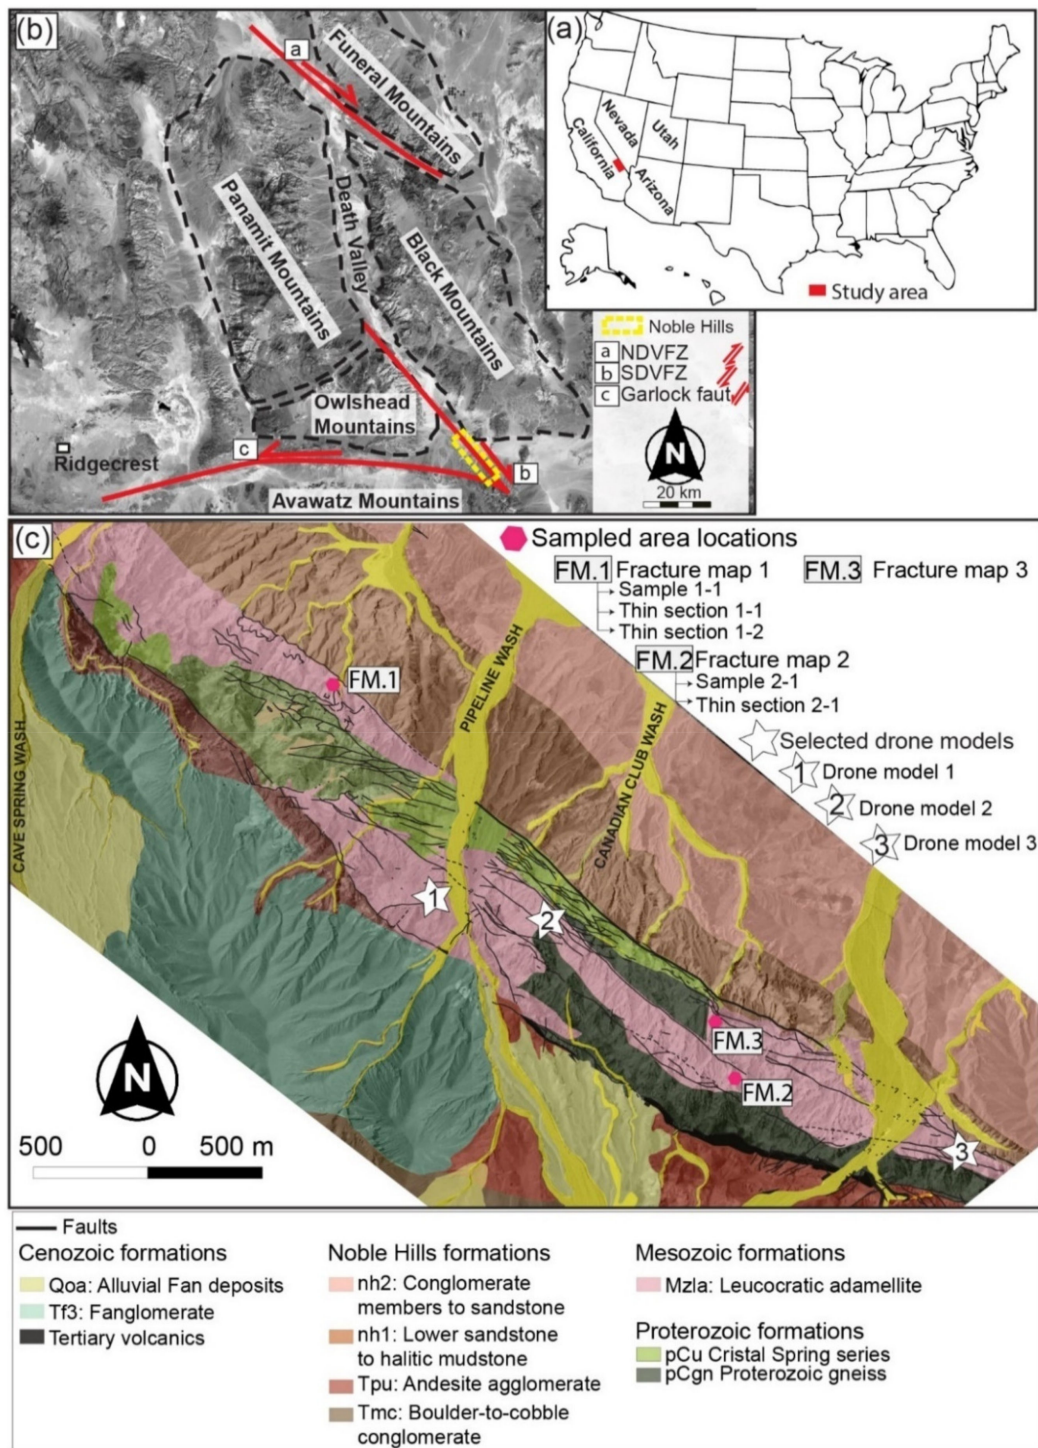 (b)
a
Funeral Mountains
Panamit Mountains
Death Valley
Black Mountains
Owlshead
Mountains
c
Ridgecrest
b
Avawatz Mountains
(a)
Nevada
Utah
California
Arizona
Study area
Noble Hills
a NDVFZ
b SDVFZ
c Garlock faut
N
20 km
(c)
Sampled area locations
FM.1 Fracture map 1
Sample 1-1
Thin section 1-1
Thin section 1-2
FM.3 Fracture map 3
FM.2 Fracture map 2
Sample 2-1
Thin section 2-1
Selected drone models
1 Drone model 1
2 Drone model 2
3 Drone model 3
CAVE SPRING WASH
PIPELINE WASH
CANADIAN CLUB WASH
FM.1
1
2
FM.3
FM.2
3
N
500 0 500 m
Faults
Cenozoic formations
Qoa: Alluvial Fan deposits
Tf3: Fanglomerate
Tertiary volcanics
Noble Hills formations
nh2: Conglomerate
members to sandstone
nh1: Lower sandstone
to halitic mudstone
Tpu: Andesite agglomerate
Tmc: Boulder-to-cobble
conglomerate
Mesozoic formations
Mzla: Leucocratic adamellite
Proterozoic formations
pCu Cristal Spring series
pCgn Proterozoic gneiss